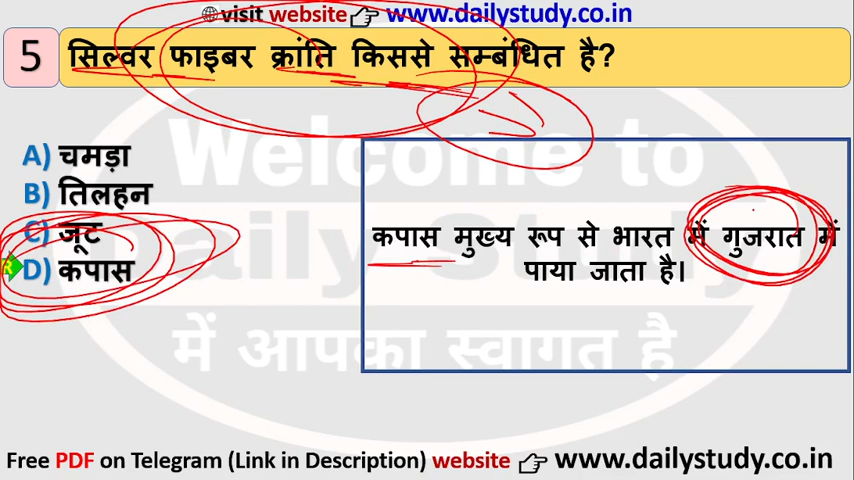 visit website www.dailystudy.co.in
5 सिल्वर फाइबर क्रांति किससे सम्बंधित है?
A) चमड़ा
B) तिलहन
C) जूट
D) कपास
Welcome to
Daily Study
में आपका स्वागत है
कपास मुख्य रूप से भारत में गुजरात में
पाया जाता है।
Free PDF on Telegram (Link in Description) website www.dailystudy.co.in